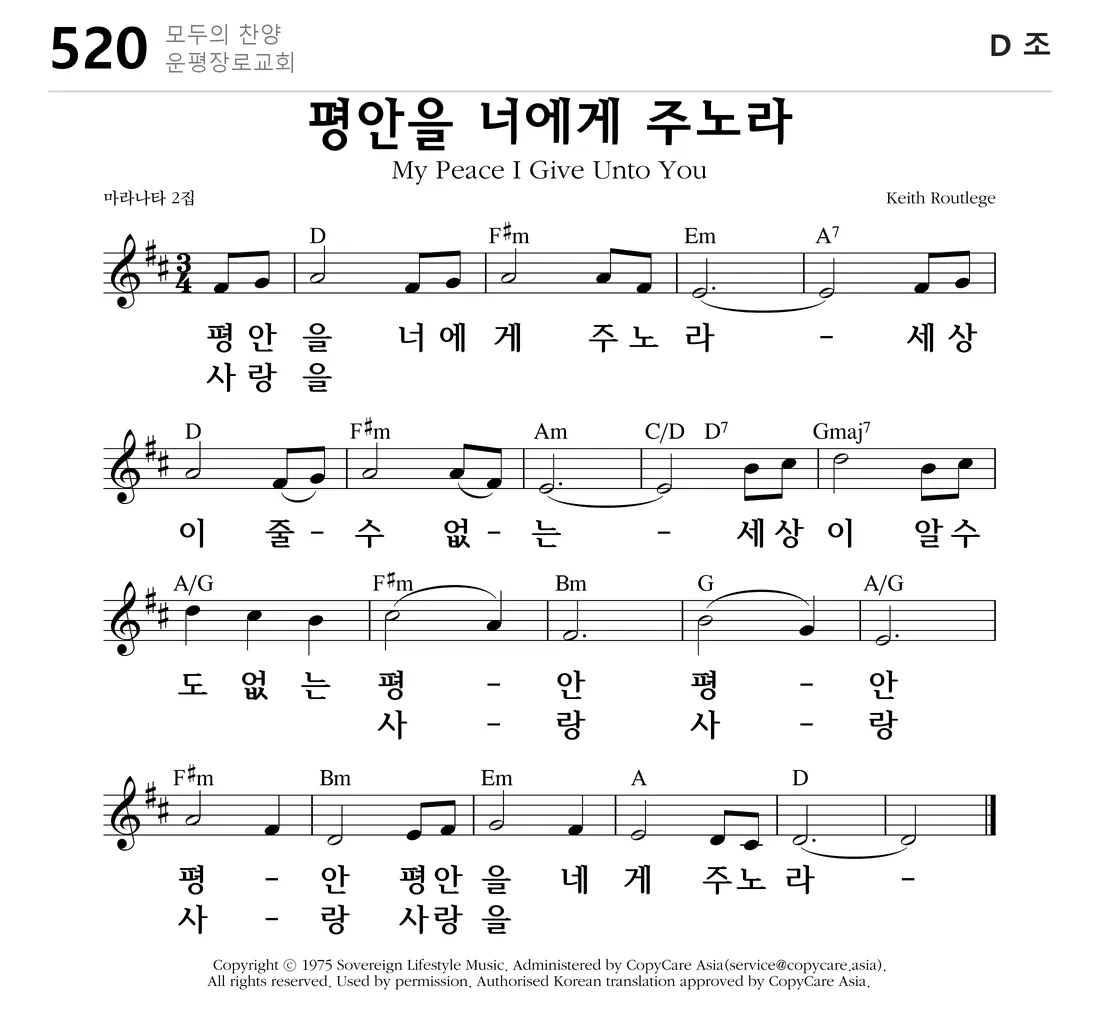 520 모두의 찬양
운평장로교회
D 조
평안을 너에게 주노라
My Peace I Give Unto You
마라나타 2집 Keith Routlege
D F♯m Em A7
3/4
평 안 을 너 에 게 주 노 라 - 세 상
사 랑 을
D F♯m Am C/D D7 Gmaj7
이 줄 - 수 없 - 는 - 세 상 이 알 수
A/G F♯m Bm G A/G
도 없 는 평 - 안 평 - 안
사 - 랑 사 - 랑
F♯m Bm Em A D
평 - 안 평 안 을 네 게 주 노 라 -
사 - 랑 사 랑 을
Copyright ⓒ 1975 Sovereign Lifestyle Music. Administered by CopyCare Asia(service@copycare.asia).
All rights reserved. Used by permission. Authorised Korean translation approved by CopyCare Asia.